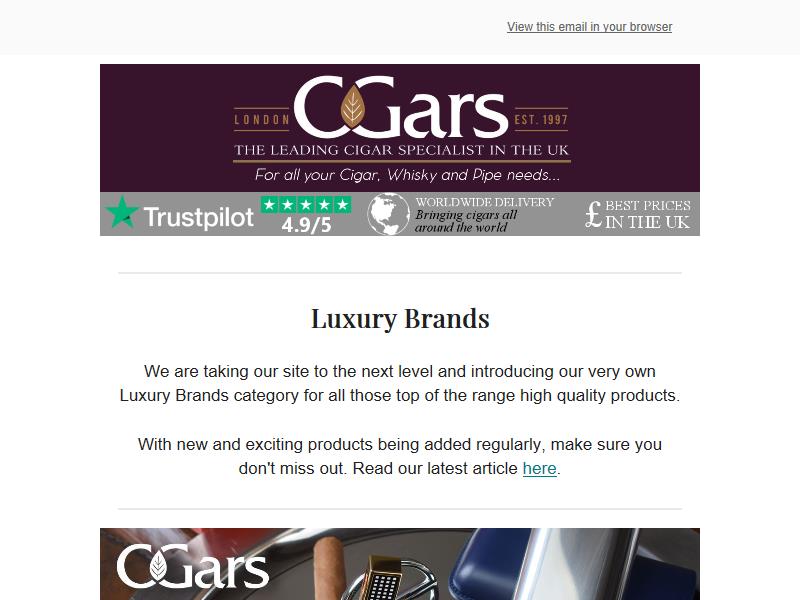 View this email in your browser
CGars
LONDON
EST. 1997
THE LEADING CIGAR SPECIALIST IN THE UK
For all your Cigar, Whisky and Pipe needs...
Trustpilot
4.9/5
WORLDWIDE DELIVERY
Bringing cigars all
around the world
£ BEST PRICES
IN THE UK
Luxury Brands
We are taking our site to the next level and introducing our very own
Luxury Brands category for all those top of the range high quality products.
With new and exciting products being added regularly, make sure you
don't miss out. Read our latest article here.
CGars